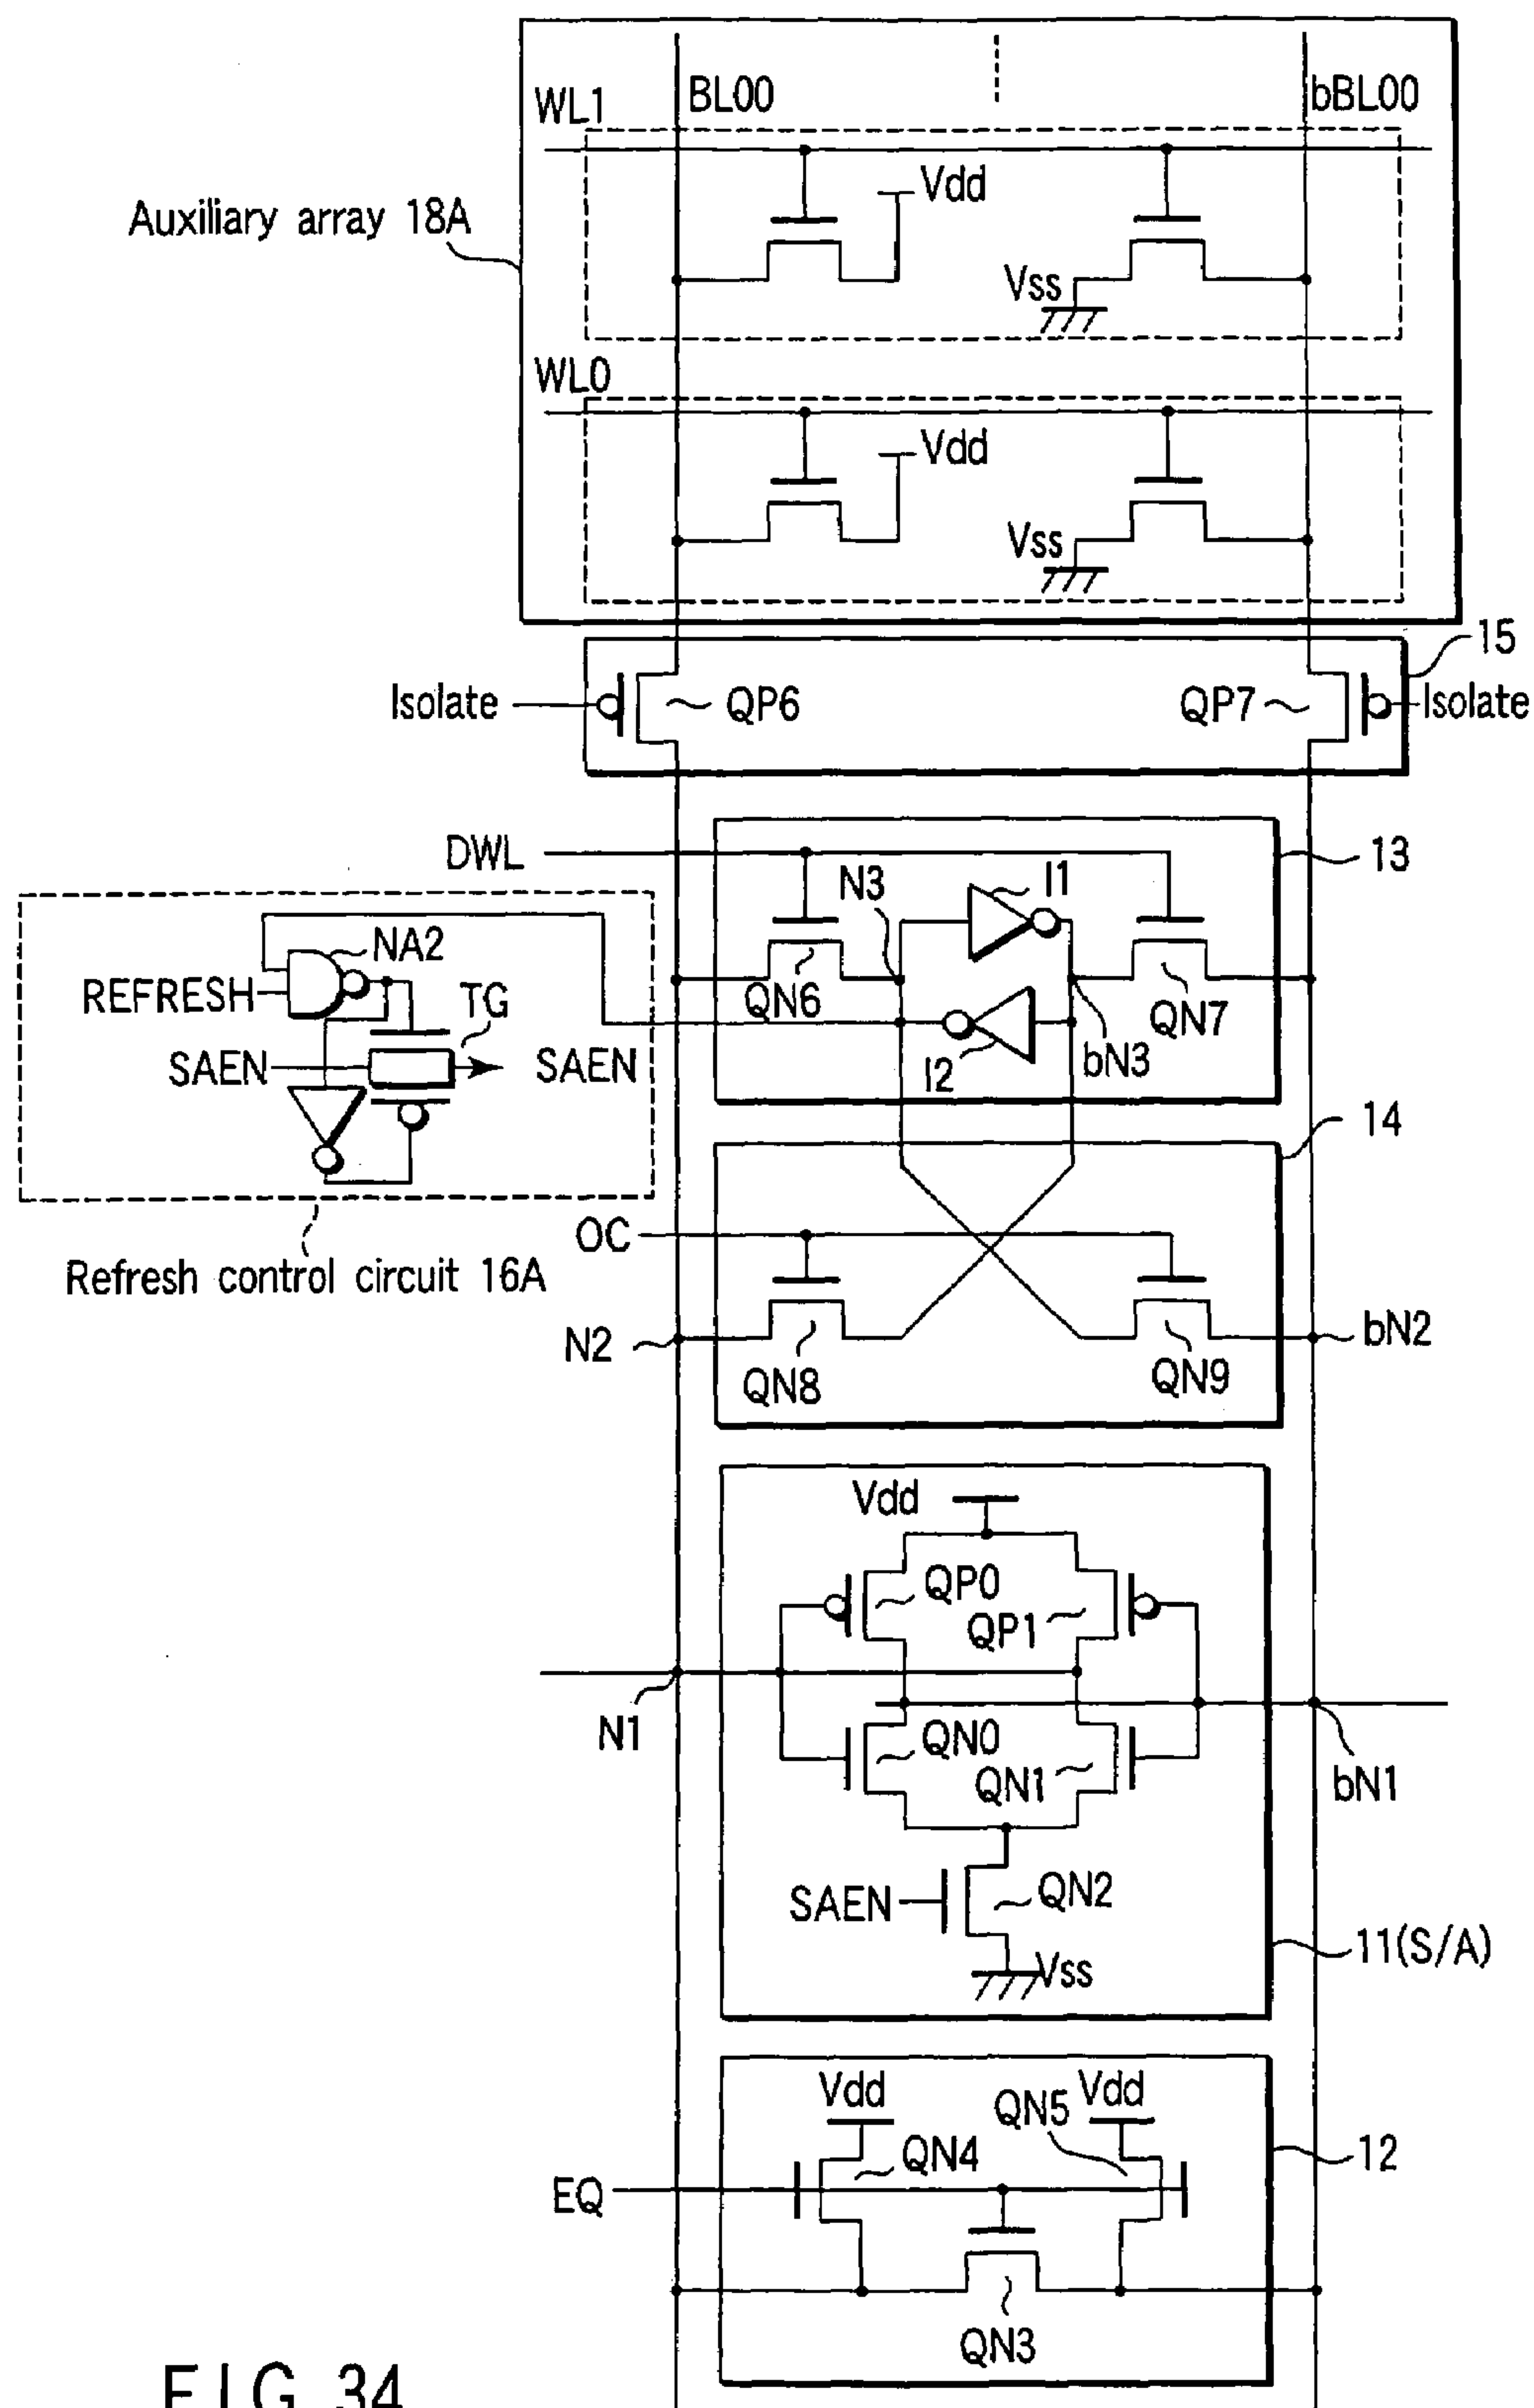 WL1
BL00
bBL00
Vdd
Auxiliary array 18A
Vss
WL0
Vdd
Vss
15
Isolate
QP6
QP7
Isolate
DWL
13
N3
I1
NA2
REFRESH
TG
QN6
QN7
SAEN
SAEN
I2
bN3
14
OC
Refresh control circuit 16A
N2
bN2
QN8
QN9
Vdd
QP0
QP1
N1
QN0
QN1
bN1
SAEN
QN2
11(S/A)
Vss
Vdd
QN5
Vdd
QN4
12
EQ
QN3
FIG. 34